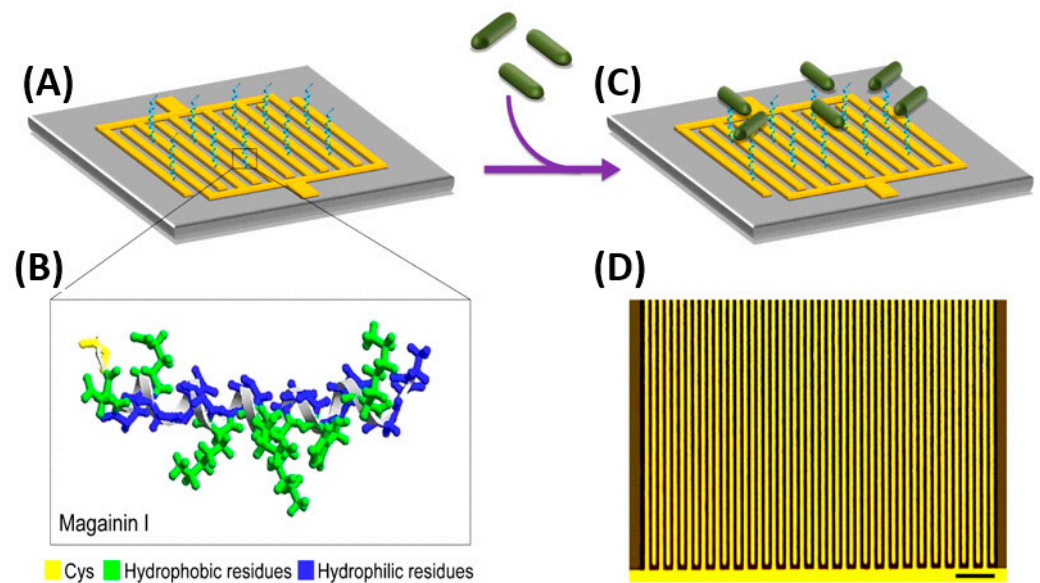 (A)
(C)
(B)
(D)
Magainin I
Cys Hydrophobic residues Hydrophilic residues